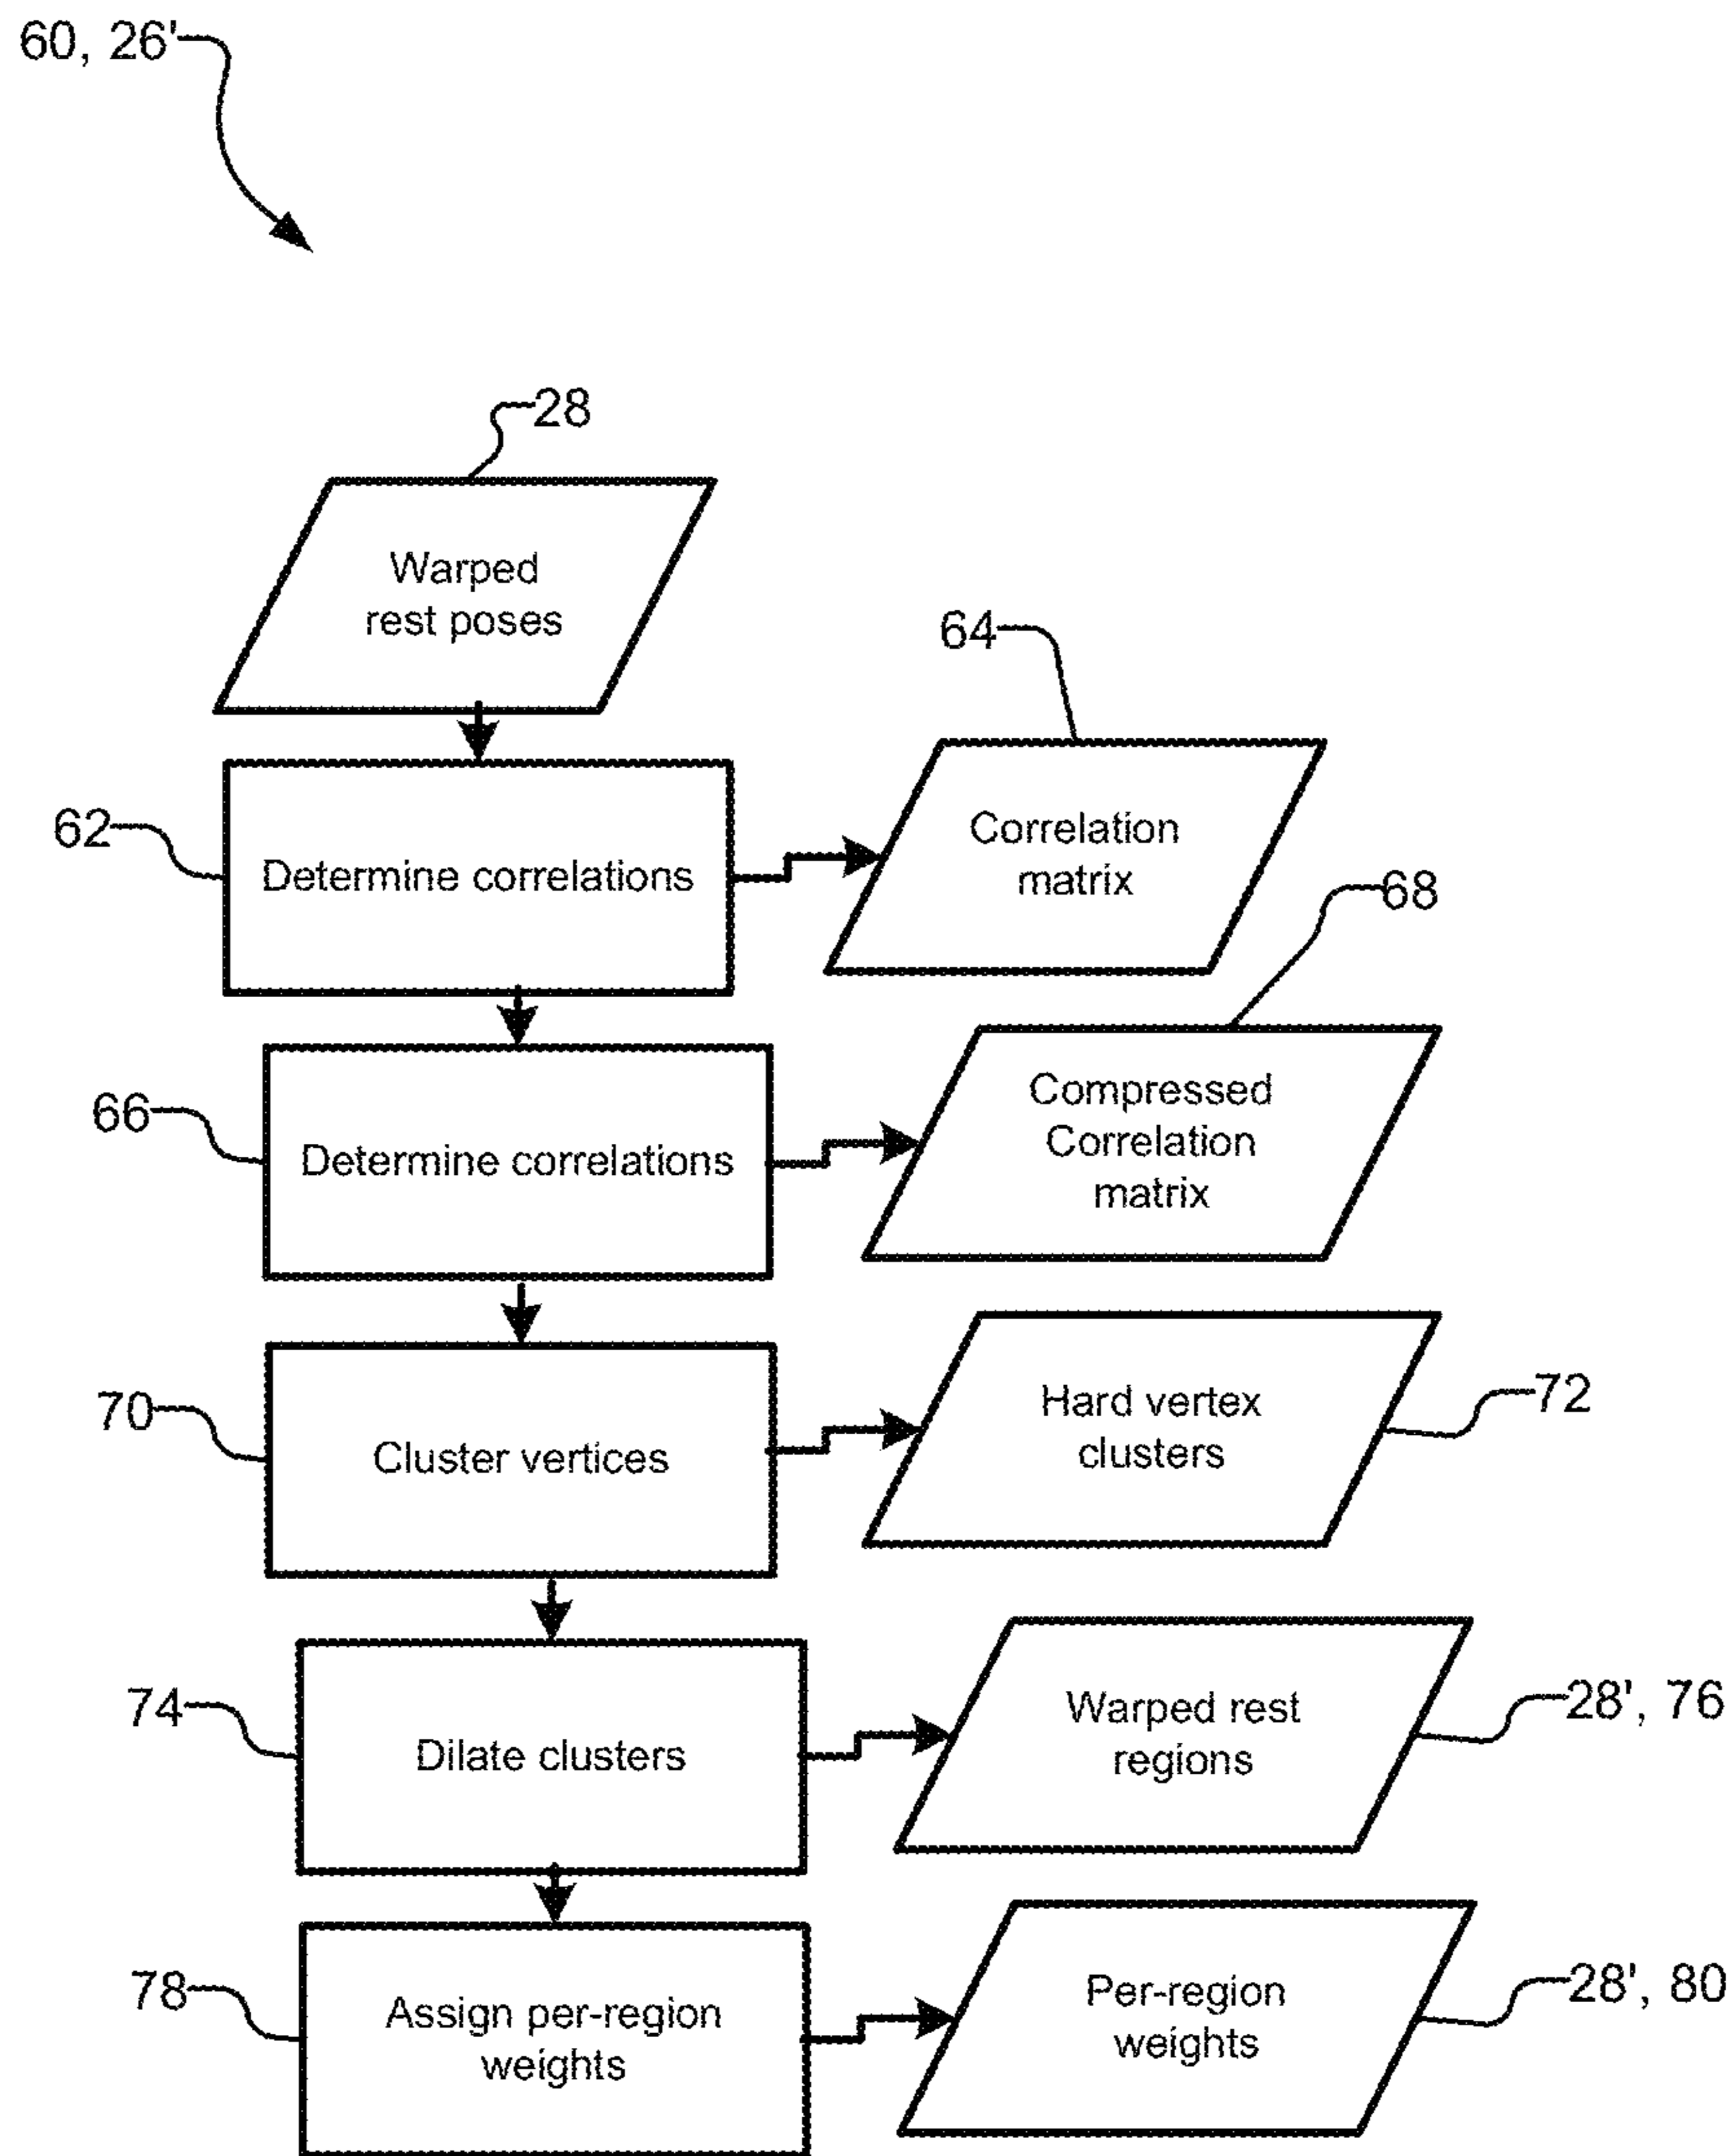 60, 26'
28
Warped
rest poses
64
Correlation
matrix
62
Determine correlations
68
Compressed
Correlation
matrix
66
Determine correlations
Hard vertex
clusters
72
70
Cluster vertices
Warped rest
regions
28', 76
74
Dilate clusters
Per-region
weights
28', 80
78
Assign per-region
weights